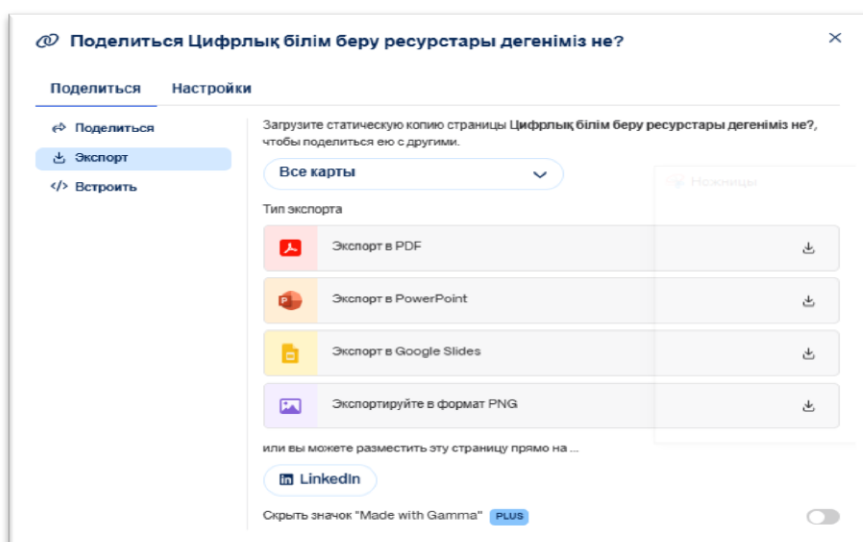 Поделиться Цифрлық білім беру ресурстары дегеніміз не?
Поделиться Настройки
Поделиться
Экспорт
</> Встроить
Загрузите статическую копию страницы Цифрлық білім беру ресурстары дегеніміз не?,
чтобы поделиться ею с другими.
Все карты
Ножницы
Тип экспорта
Экспорт в PDF
Экспорт в PowerPoint
Экспорт в Google Slides
Экспортируйте в формат PNG
или вы можете разместить эту страницу прямо на ...
LinkedIn
Скрыть значок "Made with Gamma" PLUS